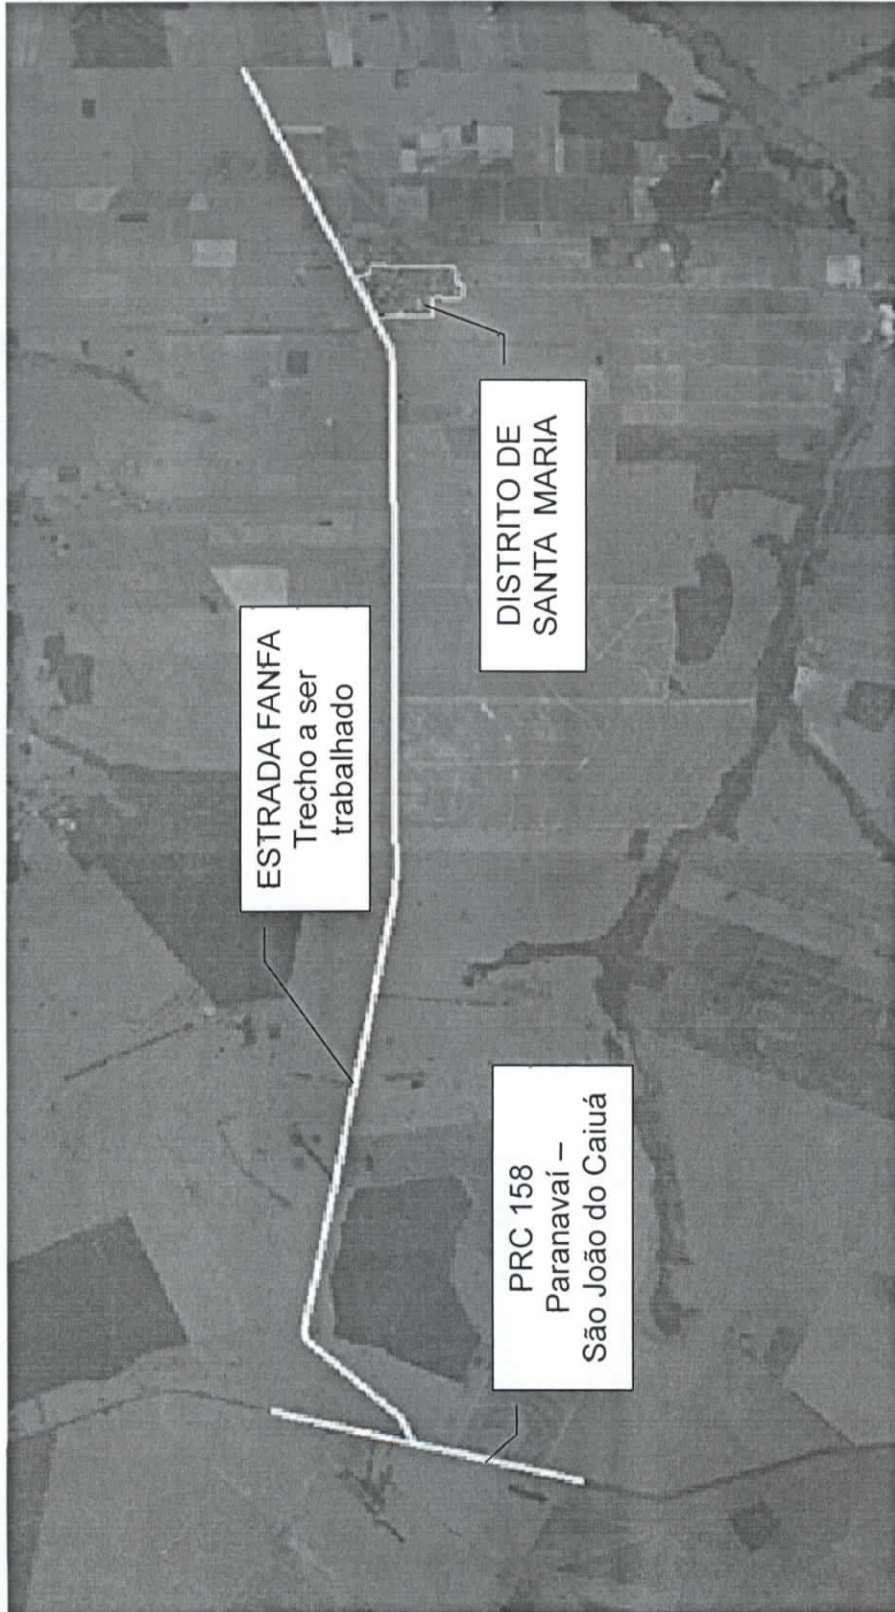 ESTRADA FANFA
Trecho a ser
trabalhado
DISTRITO DE
SANTA MARIA
PRC 158
Paranavaí –
São João do Caiuá